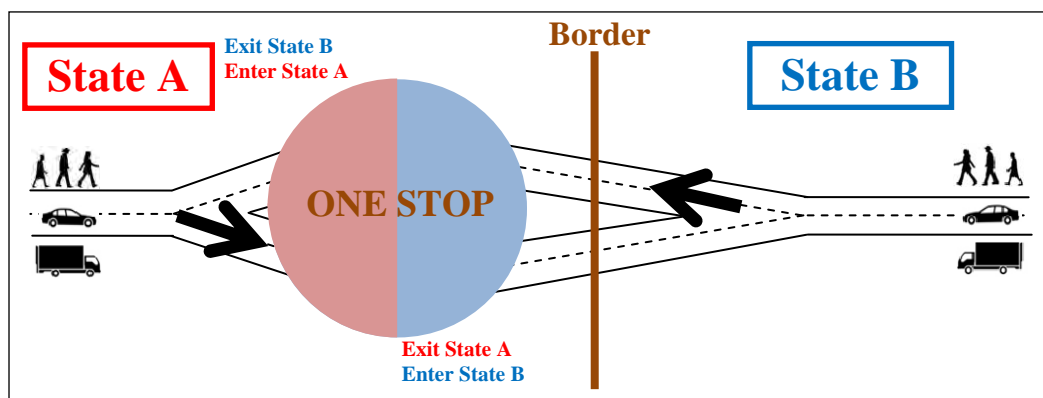 State A
Exit State B
Enter State A
Border
State B
ONE STOP
Exit State A
Enter State B